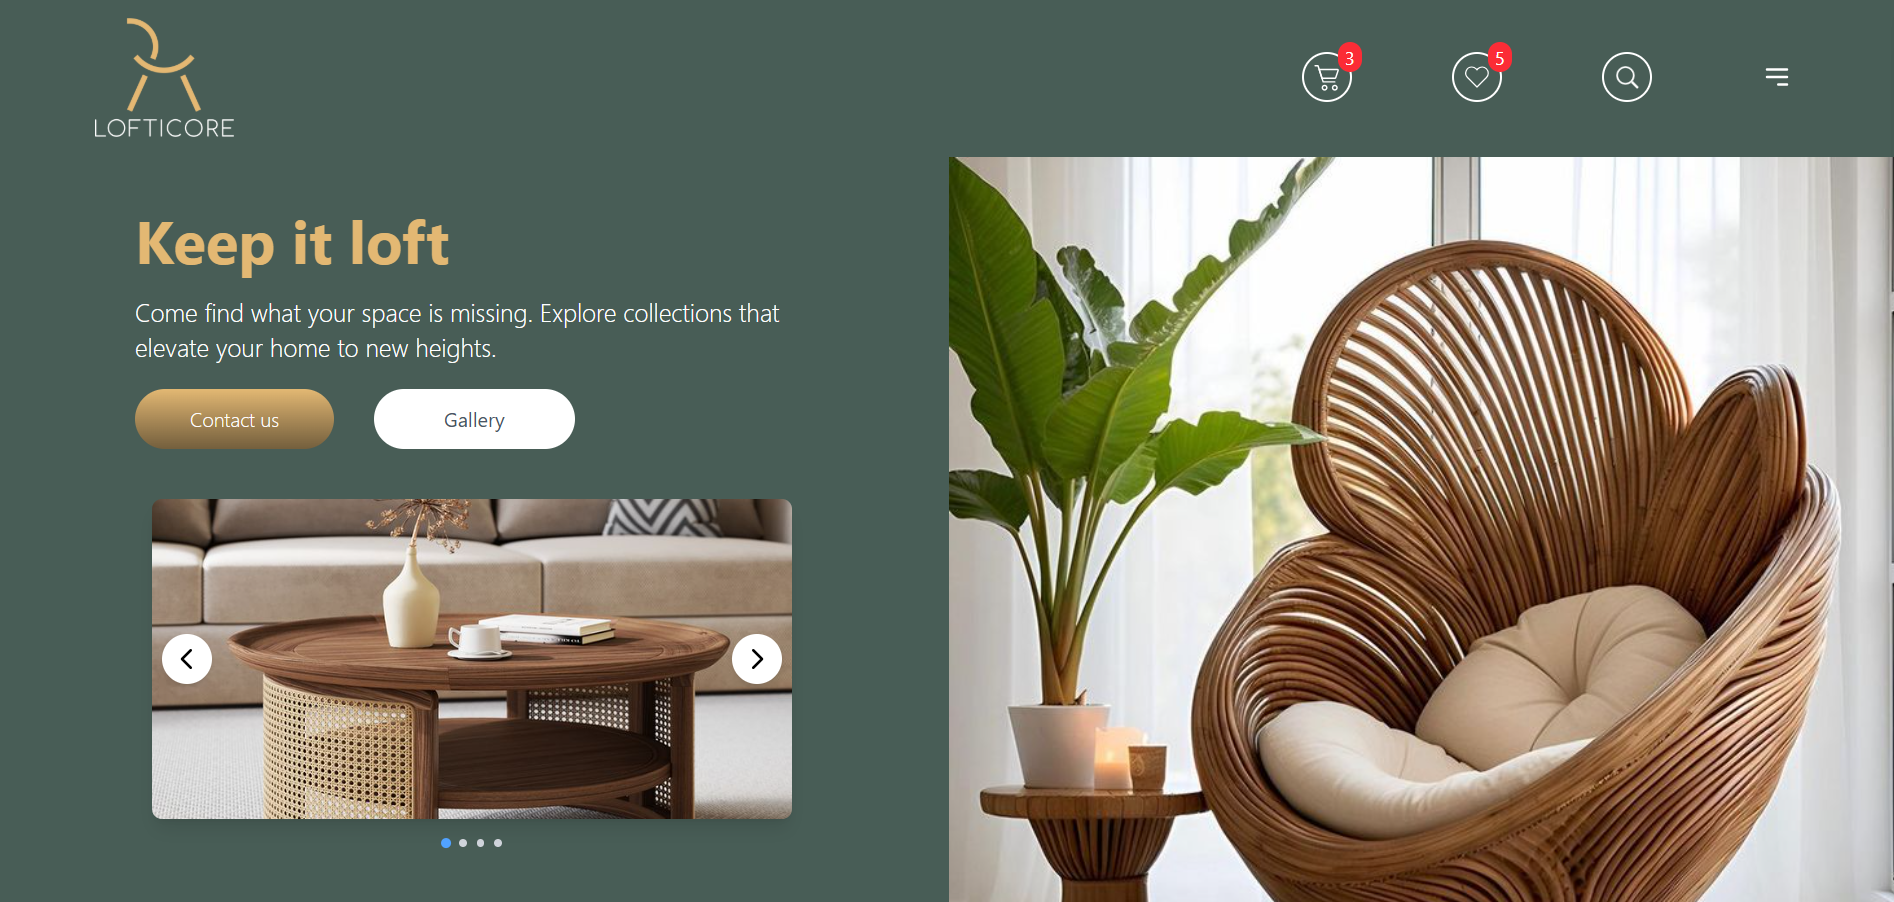 LOFTICORE
3
5
Keep it loft
Come find what your space is missing. Explore collections that
elevate your home to new heights.
Contact us
Gallery